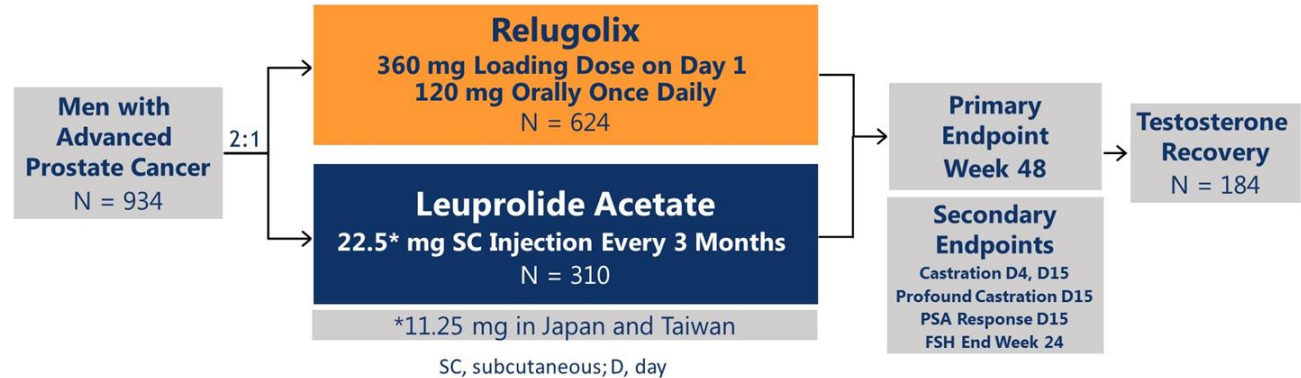 Men with
Advanced
Prostate Cancer
N = 934
2:1
Relugolix
360 mg Loading Dose on Day 1
120 mg Orally Once Daily
N = 624
Leuprolide Acetate
22.5* mg SC Injection Every 3 Months
N = 310
*11.25 mg in Japan and Taiwan
SC, subcutaneous; D, day
Primary
Endpoint
Week 48
Secondary
Endpoints
Castration D4, D15
Profound Castration D15
PSA Response D15
FSH End Week 24
Testosterone
Recovery
N = 184